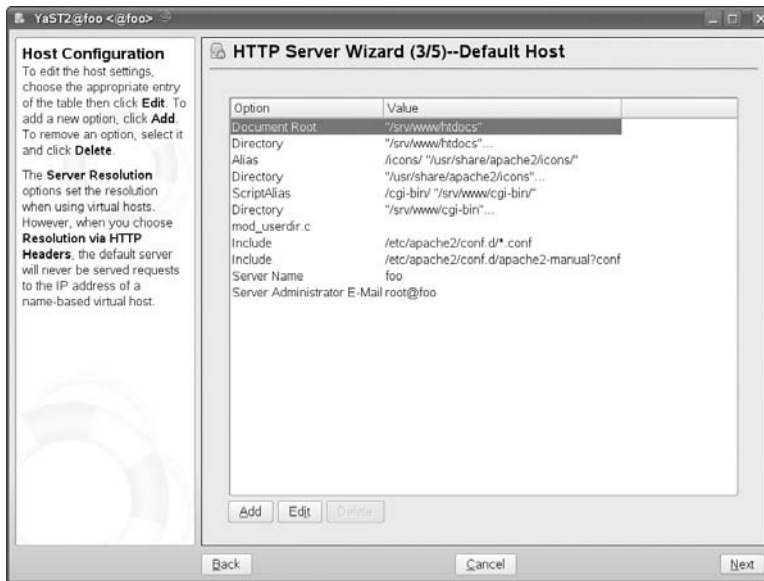 YaST2@foo <@foo>
Host Configuration
To edit the host settings,
choose the appropriate entry
of the table then click Edit. To
add a new option, click Add.
To remove an option, select it
and click Delete.
The Server Resolution
options set the resolution
when using virtual hosts.
However, when you choose
Resolution via HTTP
Headers, the default server
will never be served requests
to the IP address of a
name-based virtual host.
HTTP Server Wizard (3/5)--Default Host
Option Value
Document Root "/srv/www/htdocs"
Directory "/srv/www/htdocs"...
Alias /icons/ "/usr/share/apache2/icons/"
Directory "/usr/share/apache2/icons"...
ScriptAlias /cgi-bin/ "/srv/www/cgi-bin/"
Directory "/srv/www/cgi-bin"...
mod_userdir.c
Include /etc/apache2/conf.d/*.conf
Include /etc/apache2/conf.d/apache2-manual?conf
Server Name foo
Server Administrator E-Mail root@foo
Add Edit Delete
Back Cancel Next